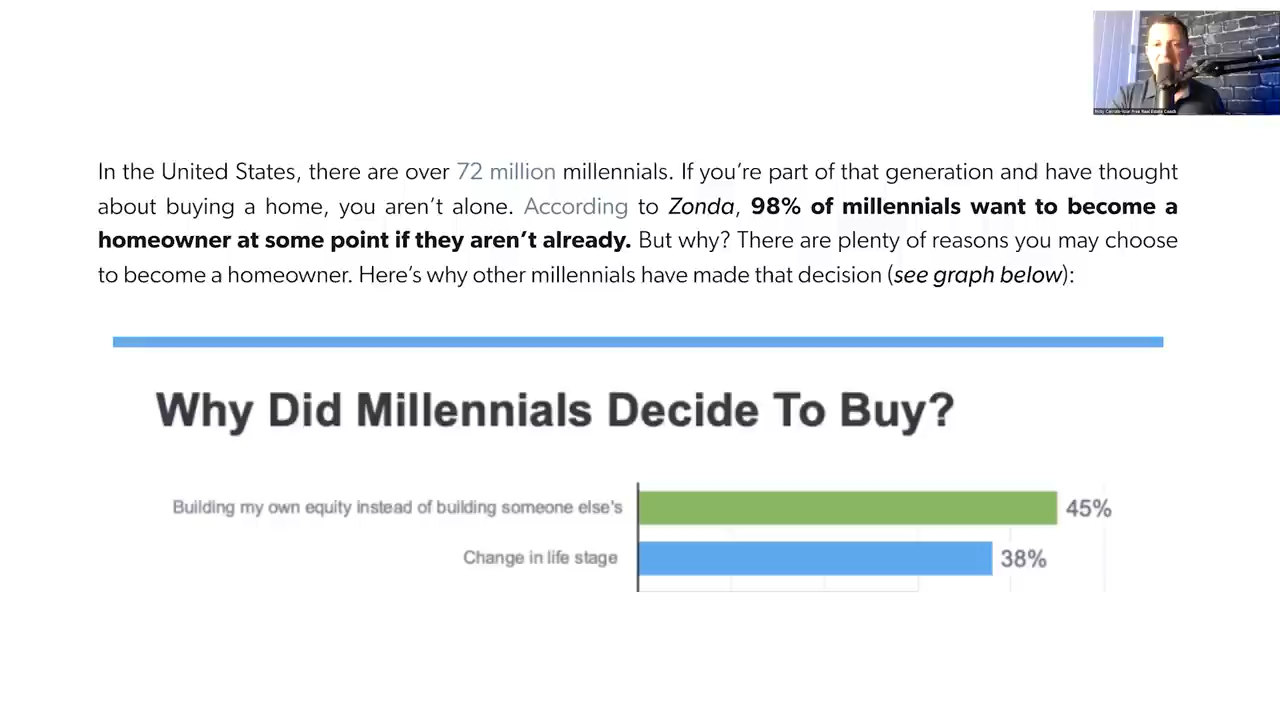 In the United States, there are over 72 million millennials. If you’re part of that generation and have thought
about buying a home, you aren’t alone. According to Zonda, 98% of millennials want to become a
homeowner at some point if they aren’t already. But why? There are plenty of reasons you may choose
to become a homeowner. Here’s why other millennials have made that decision (see graph below):
Why Did Millennials Decide To Buy?
Building my own equity instead of building someone else's 45%
Change in life stage 38%